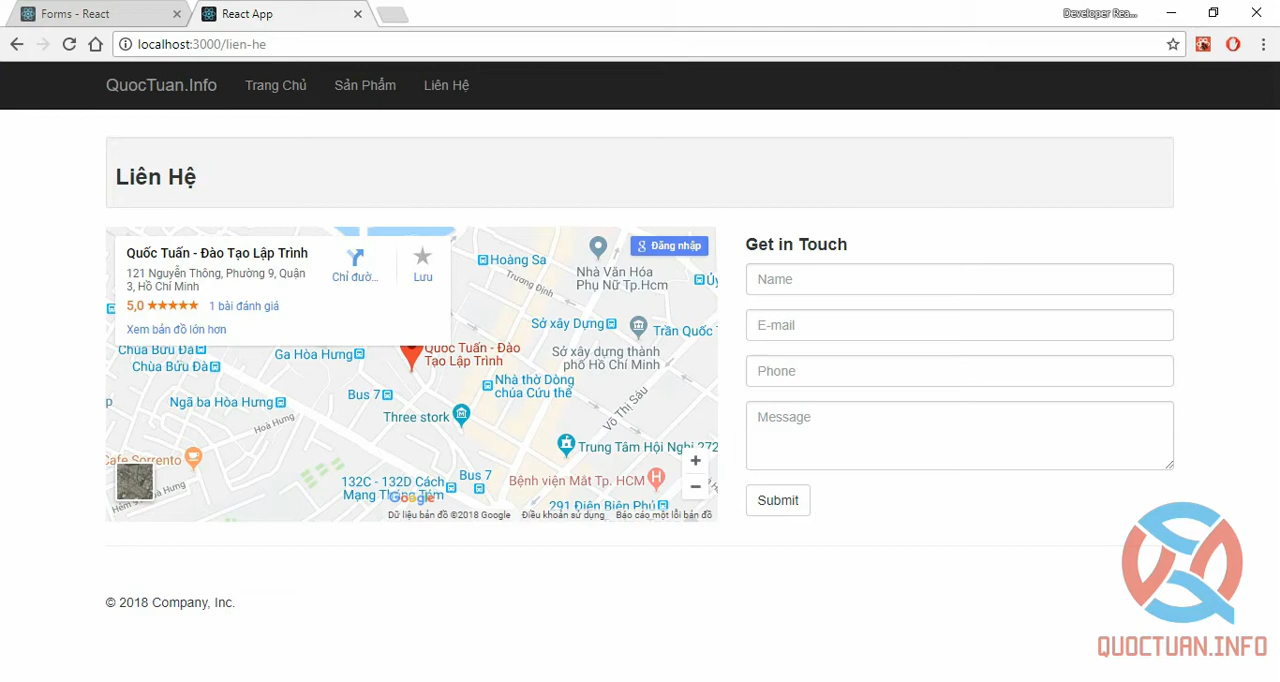 Forms - React
React App
Developer Rea...
localhost:3000/lien-he
QuocTuan.Info
Trang Chủ
Sản Phẩm
Liên Hệ
Liên Hệ
Quốc Tuấn - Đào Tạo Lập Trình
121 Nguyễn Thông, Phường 9, Quận
3, Hồ Chí Minh
5,0
1 bài đánh giá
Xem bản đồ lớn hơn
Chỉ đườ...
Lưu
Đăng nhập
Hoàng Sa
Trương Định
Nhà Văn Hóa
Phụ Nữ Tp.Hcm
Sở xây Dựng
Trần Quốc
Sở xây dựng thành
phố Hồ Chí Minh
Quốc Tuấn - Đào
Tạo Lập Trình
Chùa Bưu Đà
Chùa Bưu Đà
Ga Hòa Hưng
Nhà thờ Dòng
chúa Cứu thế
Bus 7
Ngã ba Hòa Hưng
Hoà Hưng
Three stork
Võ Thị Sáu
Trung Tâm Hội Nghị 272
Cafe Sorrento
Bus 7
132C - 132D Cách
Mạng Tháng Tám
Bệnh viện Mắt Tp. HCM
291 Điện Biên Phủ
Google
Dữ liệu bản đồ ©2018 Google
Điều khoản sử dụng
Báo cáo một lỗi bản đồ
Get in Touch
Name
E-mail
Phone
Message
Submit
© 2018 Company, Inc.
QUOCTUAN.INFO